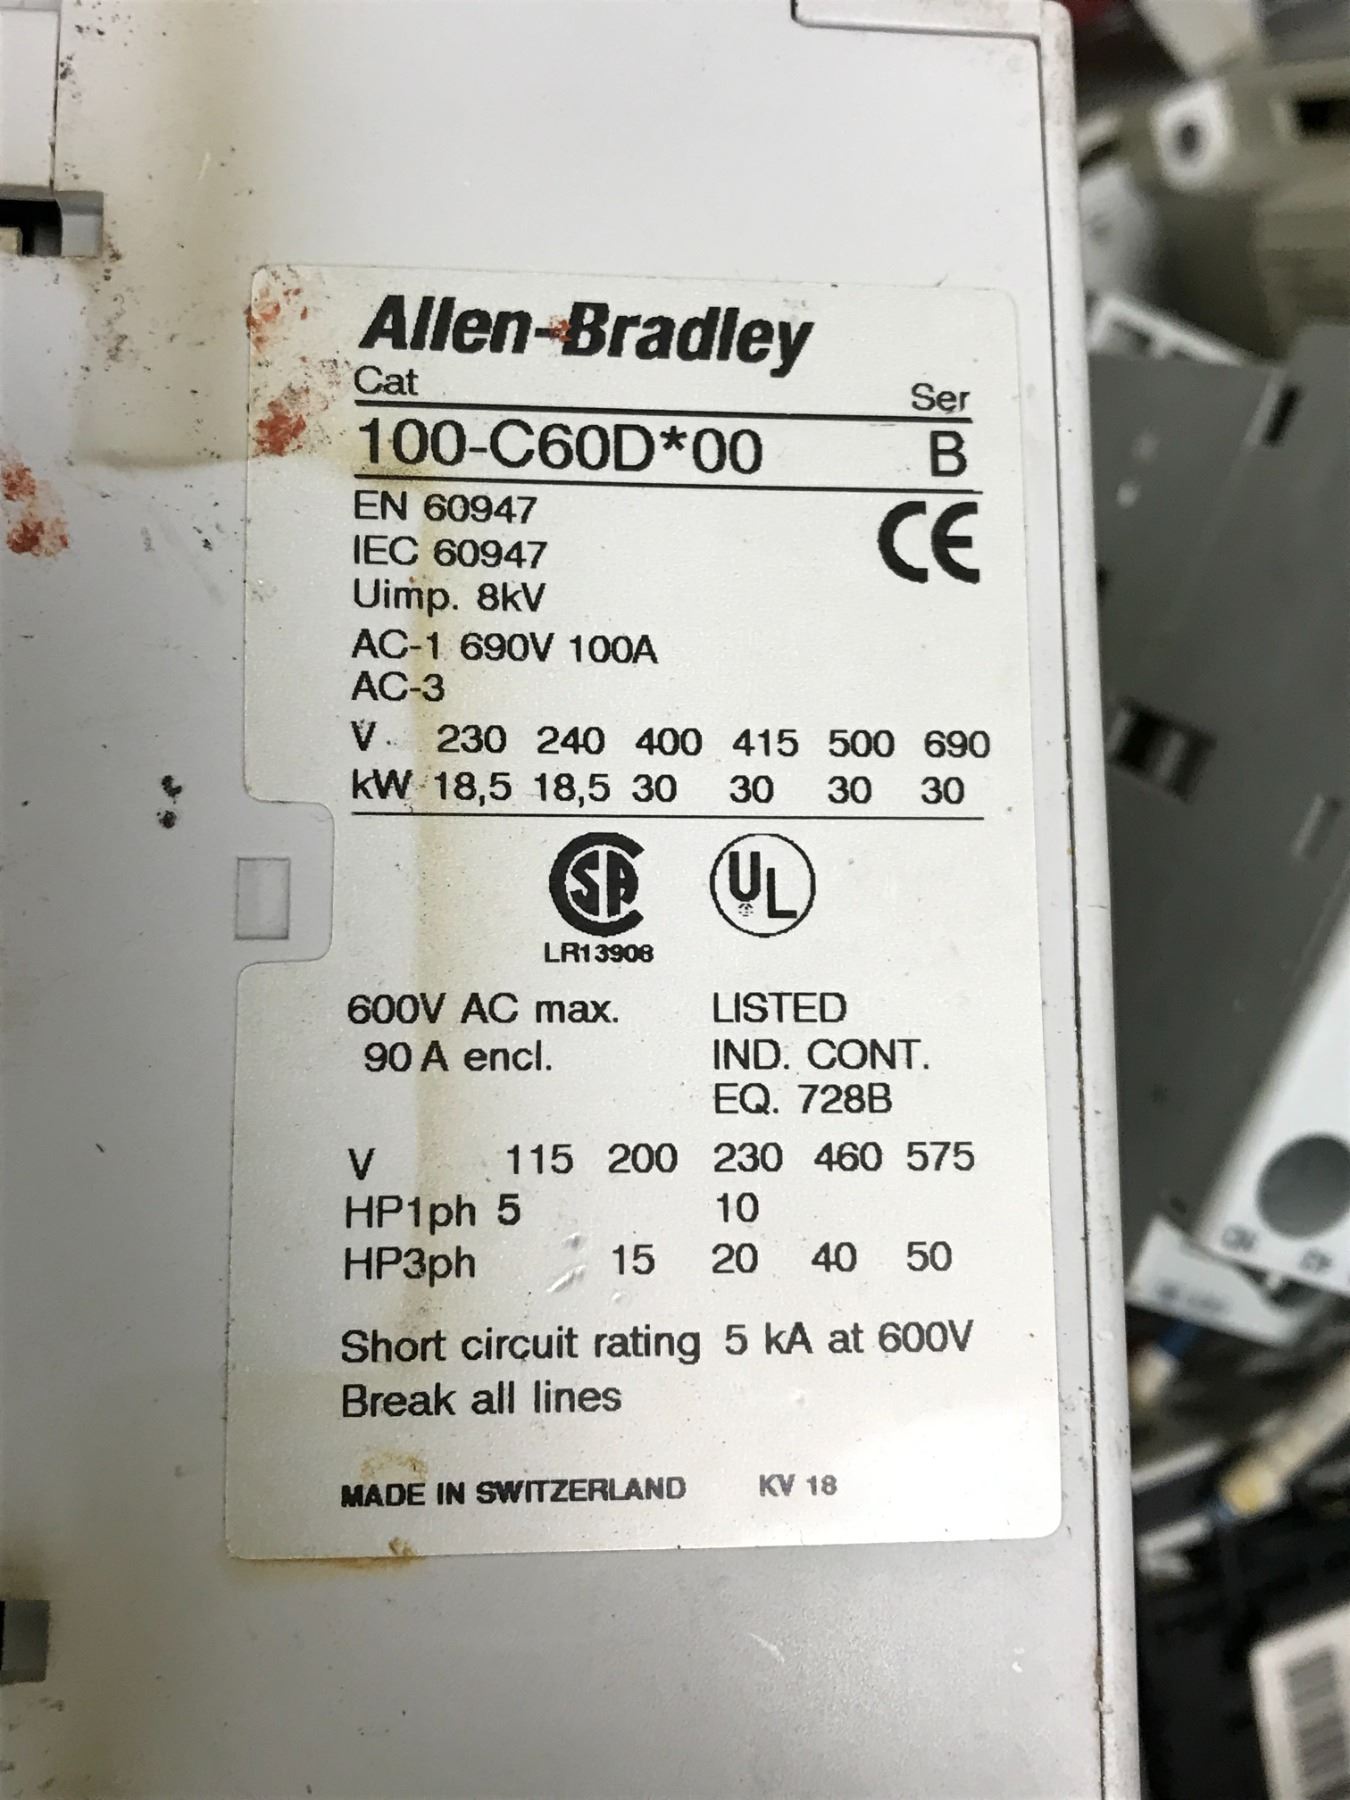 Allen-Bradley
Cat Ser
100-C60D*00 B
EN 60947
IEC 60947
CE
Uimp. 8kV
AC-1 690V 100A
AC-3
V 230 240 400 415 500 690
kW 18,5 18,5 30 30 30 30
SA UL
LR13908
600V AC max. LISTED
90 A encl. IND. CONT.
EQ. 728B
V 115 200 230 460 575
HP1ph 5 10
HP3ph 15 20 40 50
Short circuit rating 5 kA at 600V
Break all lines
MADE IN SWITZERLAND KV 18